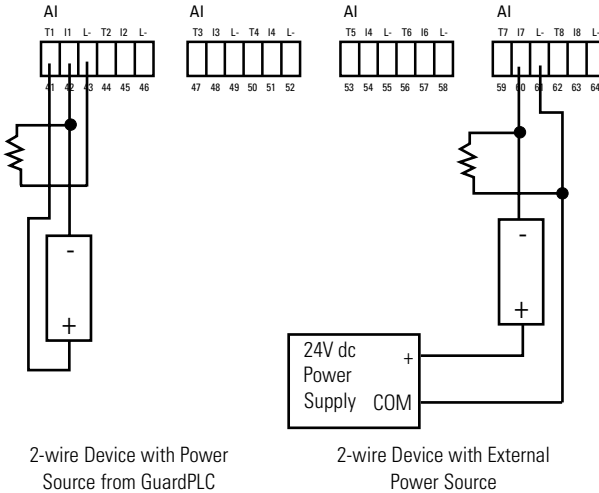 AI AI AI AI
T1 I1 L- T2 I2 L- T3 I3 L- T4 I4 L- T5 I4 L- T6 I6 L- T7 I7 L- T8 I8 L-
41 42 43 44 45 46 47 48 49 50 51 52 53 54 55 56 57 58 59 60 61 62 63 64
-
+
-
+
24V dc
Power
Supply
+
COM
2-wire Device with Power
Source from GuardPLC
2-wire Device with External
Power Source